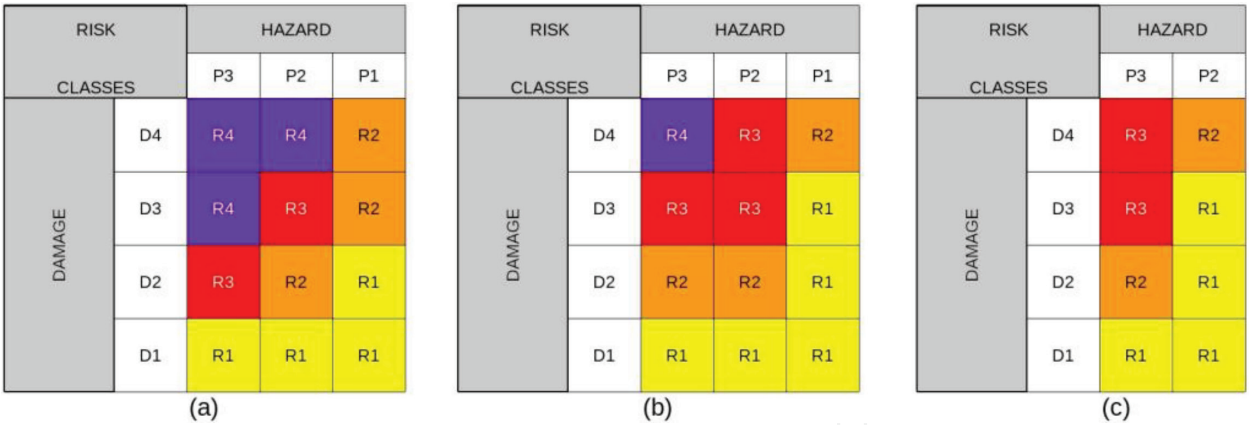 RISK HAZARD
CLASSES P3 P2 P1
DAMAGE
D4 R4 R4 R2
D3 R4 R3 R2
D2 R3 R2 R1
D1 R1 R1 R1
(a)
RISK HAZARD
CLASSES P3 P2 P1
DAMAGE
D4 R4 R3 R2
D3 R3 R3 R1
D2 R2 R2 R1
D1 R1 R1 R1
(b)
RISK HAZARD
CLASSES P3 P2
DAMAGE
D4 R3 R2
D3 R3 R1
D2 R2 R1
D1 R1 R1
(c)